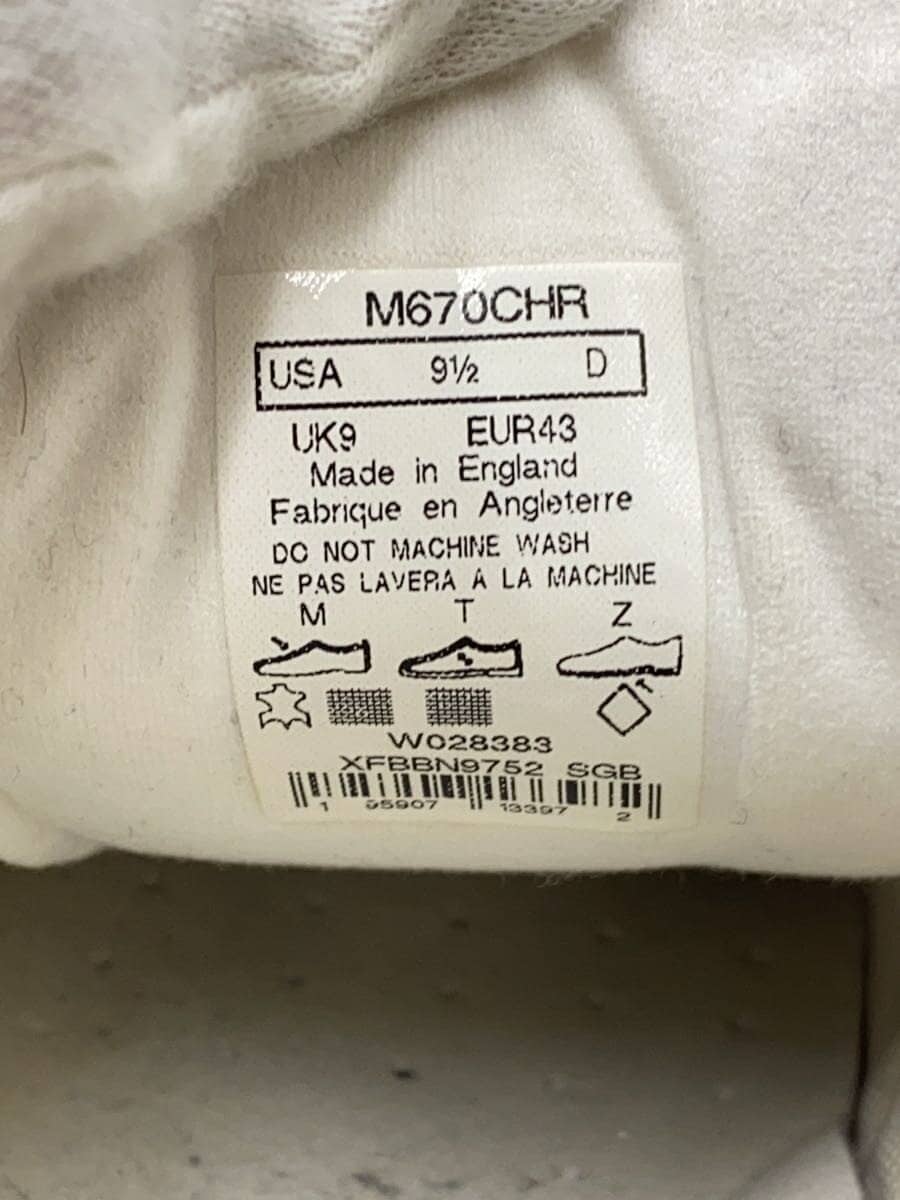 M670CHR
USA 9½ D
UK9 EUR43
Made in England
Fabrique en Angleterre
DO NOT MACHINE WASH
NE PAS LAVERA A LA MACHINE
M T Z
W028383
XFBBN9752 SGB
1 95907 13397 2